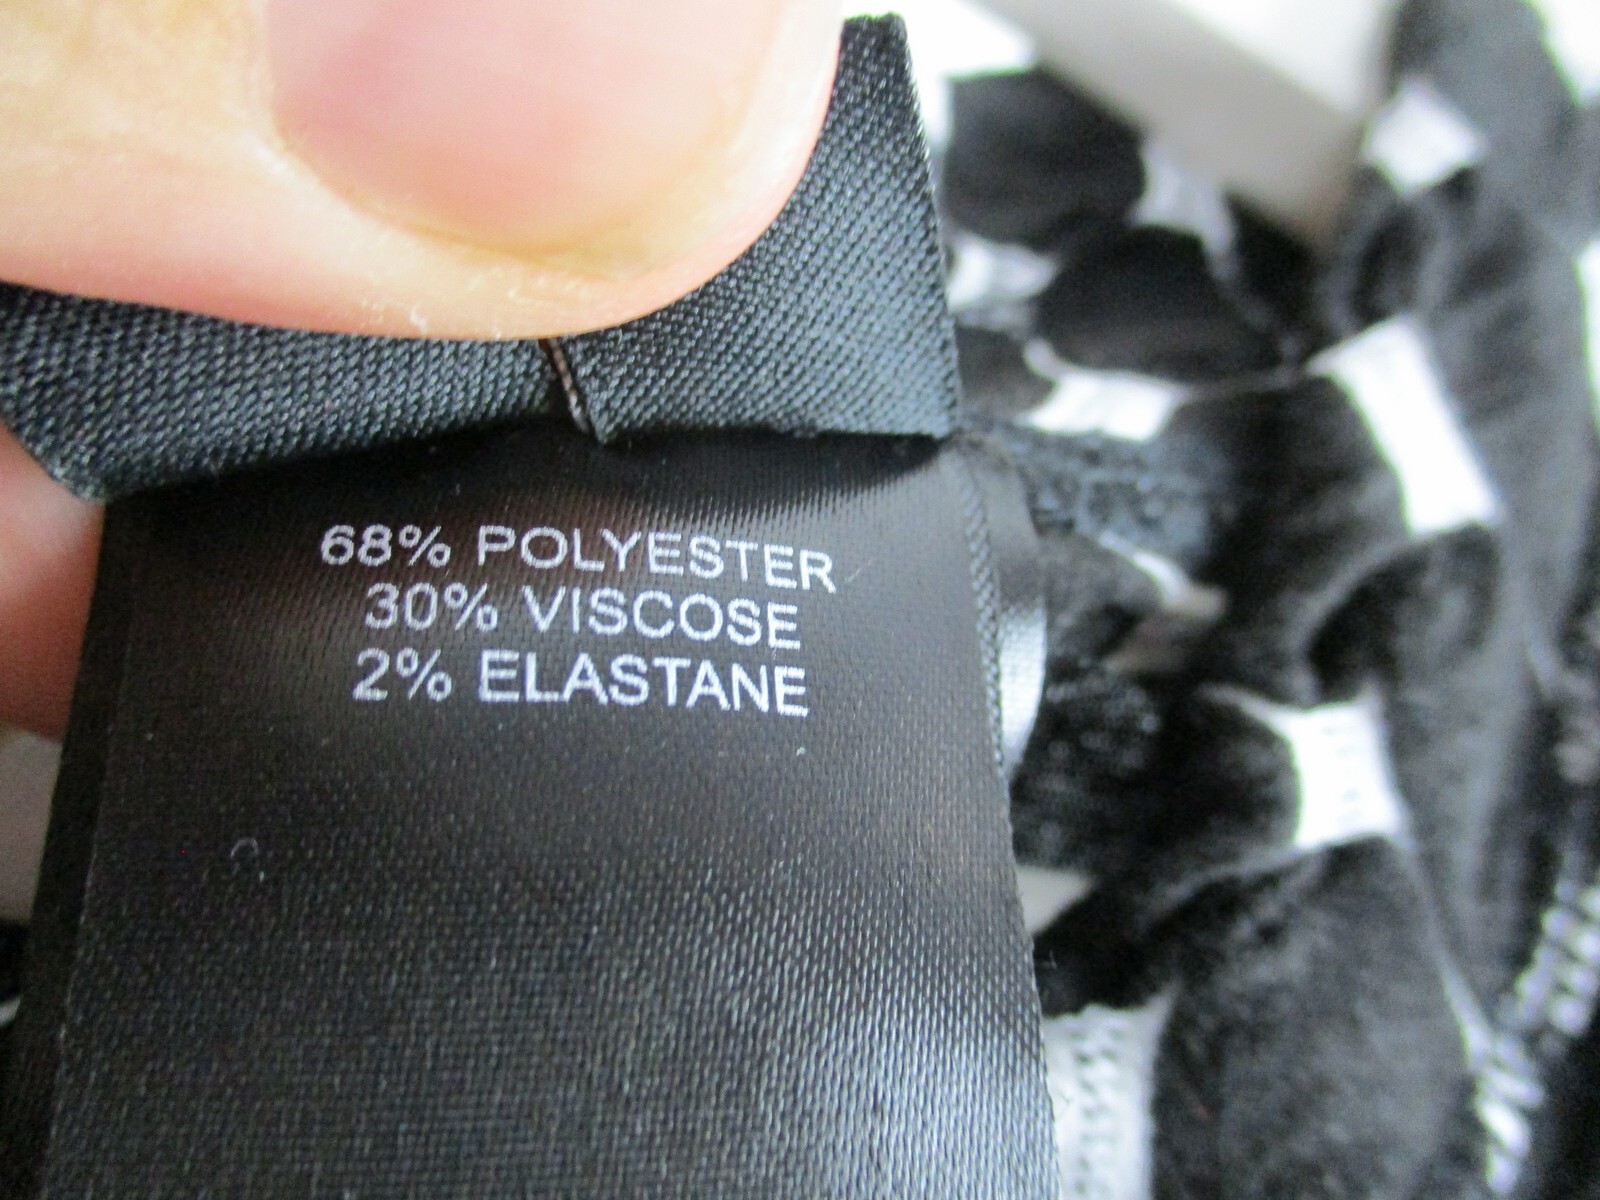 68% POLYESTER
30% VISCOSE
2% ELASTANE